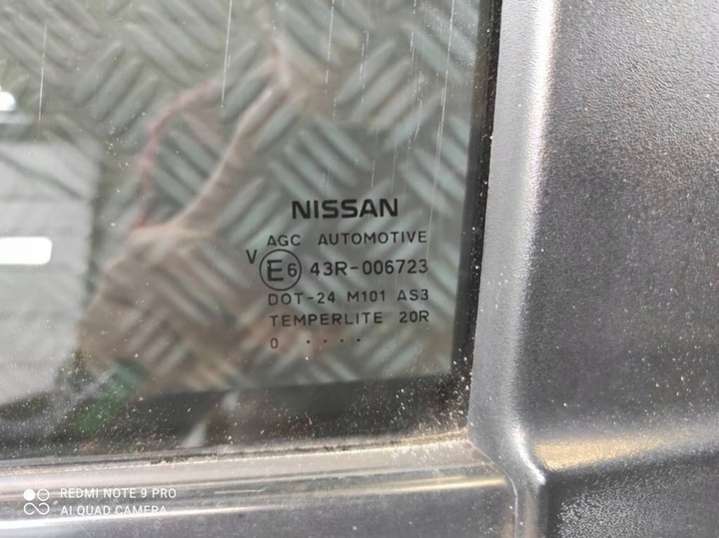 NISSAN
AGC AUTOMOTIVE
V
E6 43R-006723
DOT-24 M101 AS3
TEMPERLITE 20R
0 ····
REDMI NOTE 9 PRO
AI QUAD CAMERA